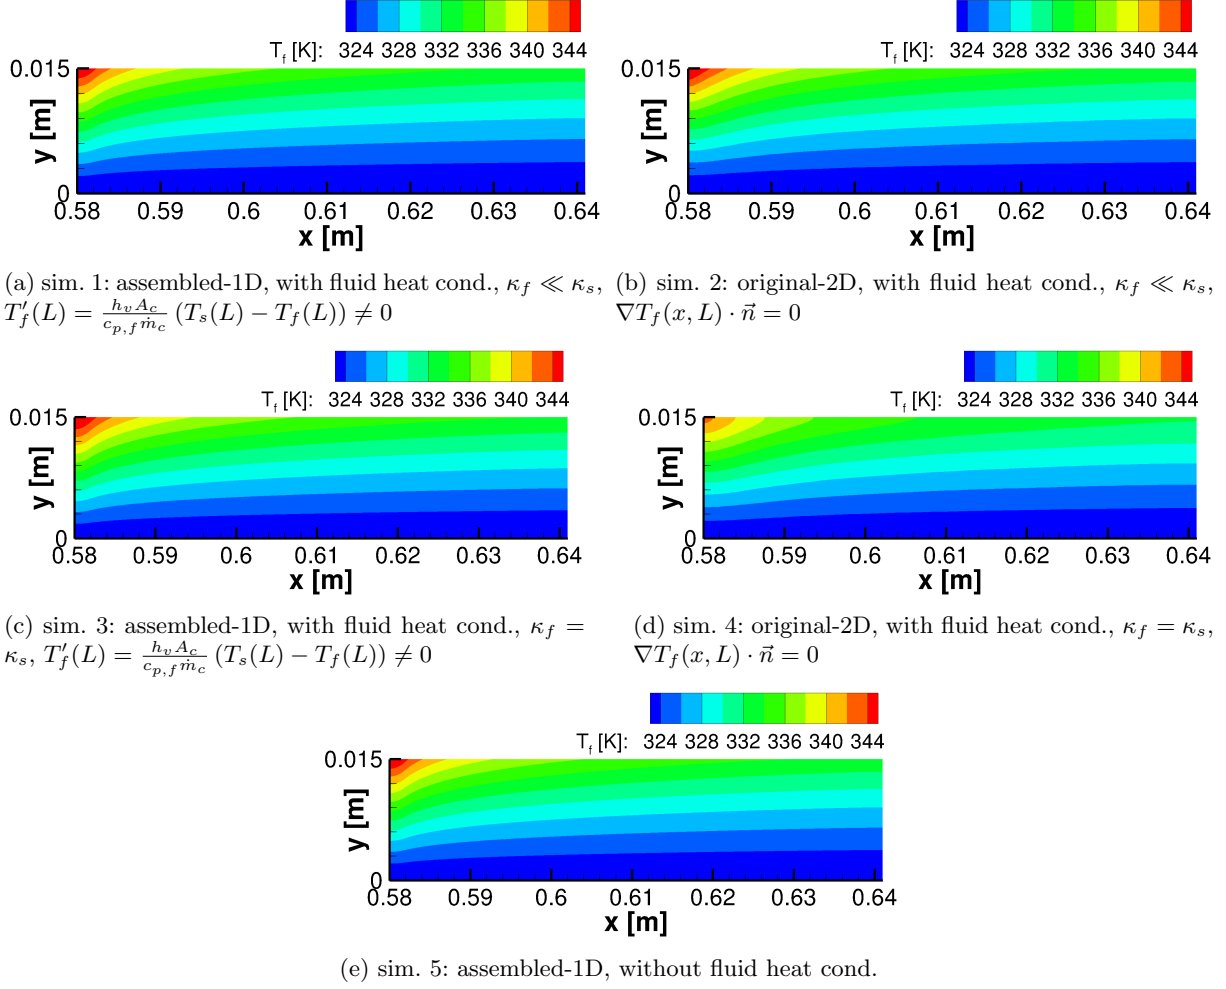 T_f [K]: 324 328 332 336 340 344
0.015
y [m]
0
0.58 0.59 0.6 0.61 0.62 0.63 0.64
x [m]
(a) sim. 1: assembled-1D, with fluid heat cond., κ_f ≪ κ_s,
T′_f(L) = h_v A_c / c_{p,f} ṁ_c (T_s(L) − T_f(L)) ≠ 0
T_f [K]: 324 328 332 336 340 344
0.015
y [m]
0
0.58 0.59 0.6 0.61 0.62 0.63 0.64
x [m]
(b) sim. 2: original-2D, with fluid heat cond., κ_f ≪ κ_s,
∇T_f(x, L) · n⃗ = 0
T_f [K]: 324 328 332 336 340 344
0.015
y [m]
0
0.58 0.59 0.6 0.61 0.62 0.63 0.64
x [m]
(c) sim. 3: assembled-1D, with fluid heat cond., κ_f =
κ_s, T′_f(L) = h_v A_c / c_{p,f} ṁ_c (T_s(L) − T_f(L)) ≠ 0
T_f [K]: 324 328 332 336 340 344
0.015
y [m]
0
0.58 0.59 0.6 0.61 0.62 0.63 0.64
x [m]
(d) sim. 4: original-2D, with fluid heat cond., κ_f = κ_s,
∇T_f(x, L) · n⃗ = 0
T_f [K]: 324 328 332 336 340 344
0.015
y [m]
0
0.58 0.59 0.6 0.61 0.62 0.63 0.64
x [m]
(e) sim. 5: assembled-1D, without fluid heat cond.